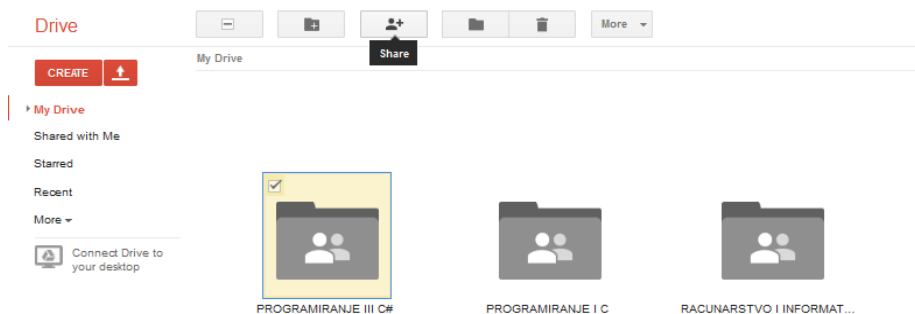 Drive
More
Share
My Drive
CREATE
My Drive
Shared with Me
Starred
Recent
More
Connect Drive to
your desktop
PROGRAMIRANJE III C#
PROGRAMIRANJE I C
RACUNARSTVO I INFORMAT...